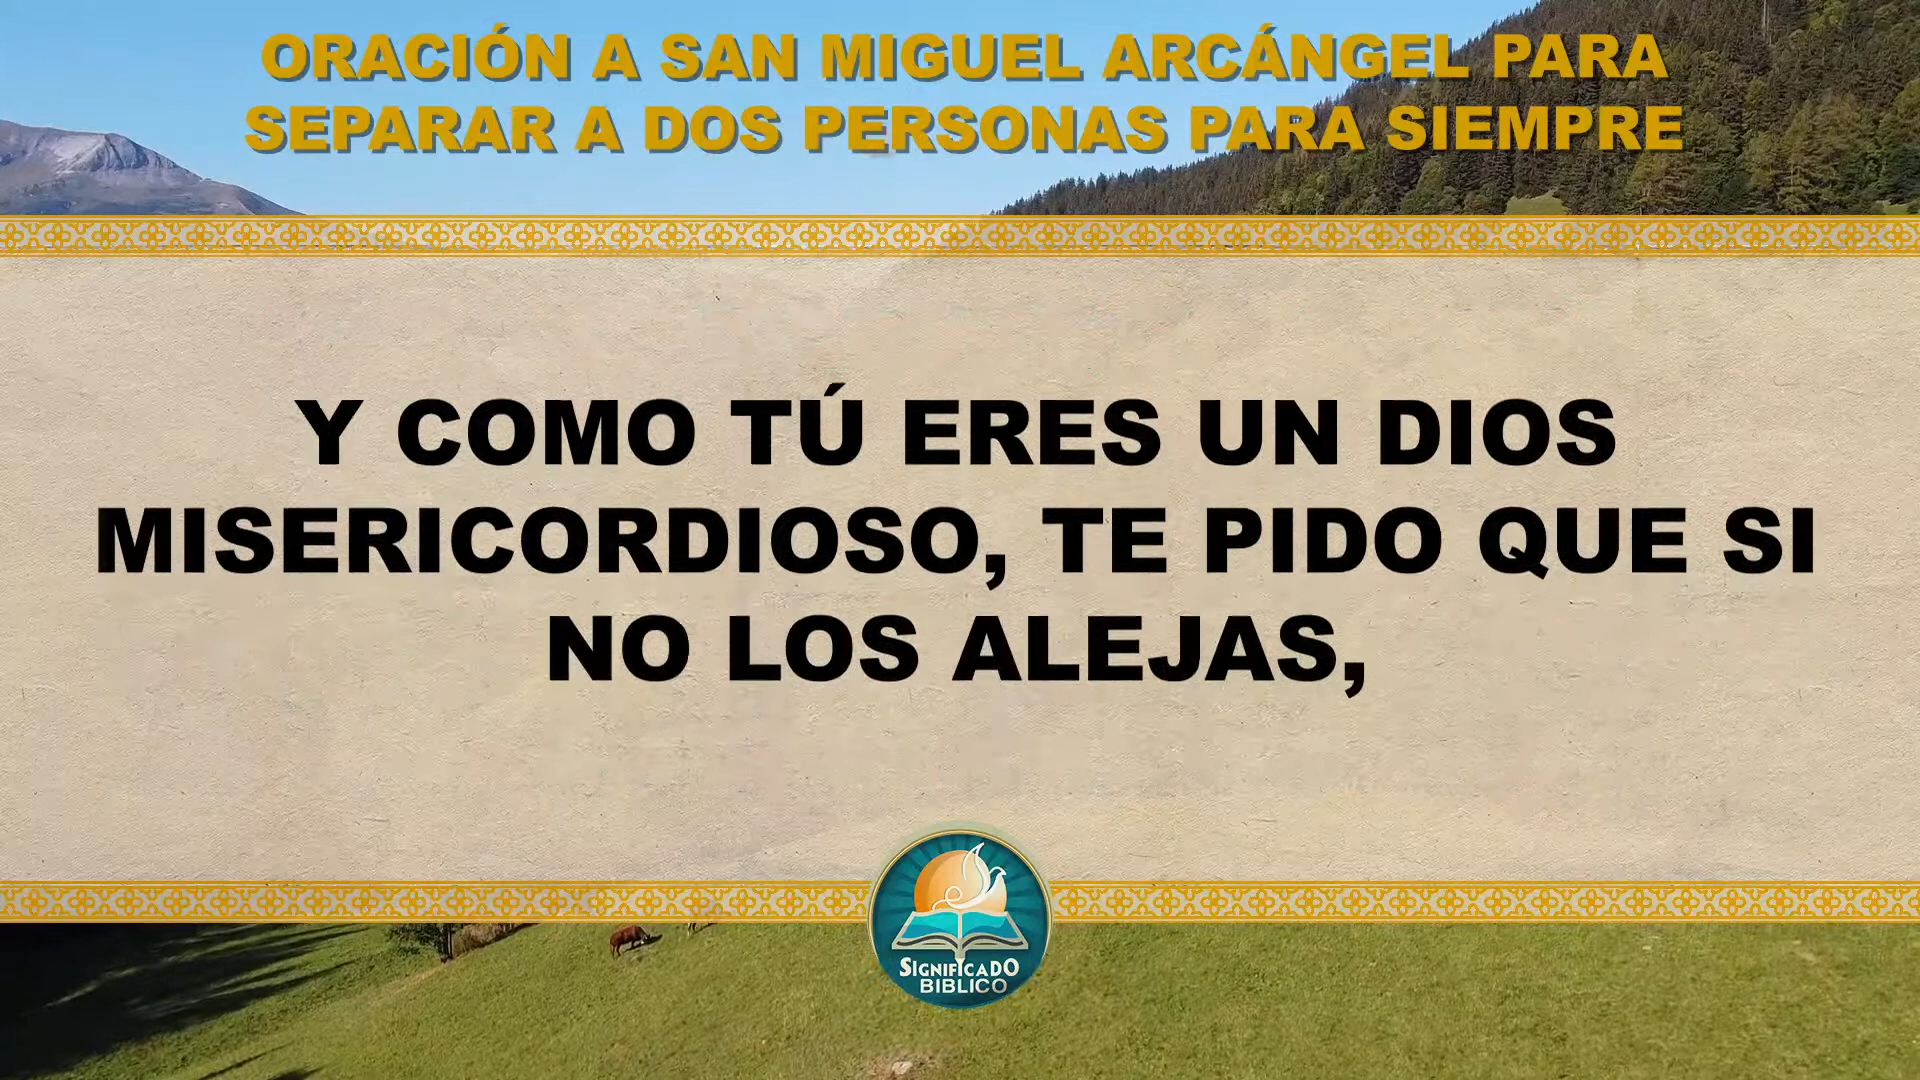 ORACIÓN A SAN MIGUEL ARCÁNGEL PARA
SEPARAR A DOS PERSONAS PARA SIEMPRE
Y COMO TÚ ERES UN DIOS
MISERICORDIOSO, TE PIDO QUE SI
NO LOS ALEJAS,
SIGNIFICADO
BIBLICO